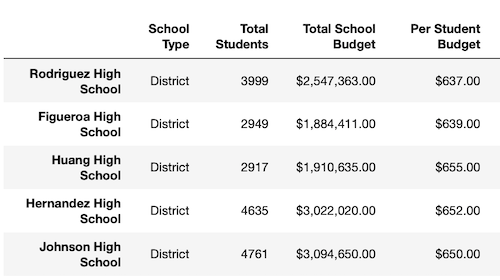 School Type Total Students Total School Budget Per Student Budget
Rodriguez High School District 3999 $2,547,363.00 $637.00
Figueroa High School District 2949 $1,884,411.00 $639.00
Huang High School District 2917 $1,910,635.00 $655.00
Hernandez High School District 4635 $3,022,020.00 $652.00
Johnson High School District 4761 $3,094,650.00 $650.00